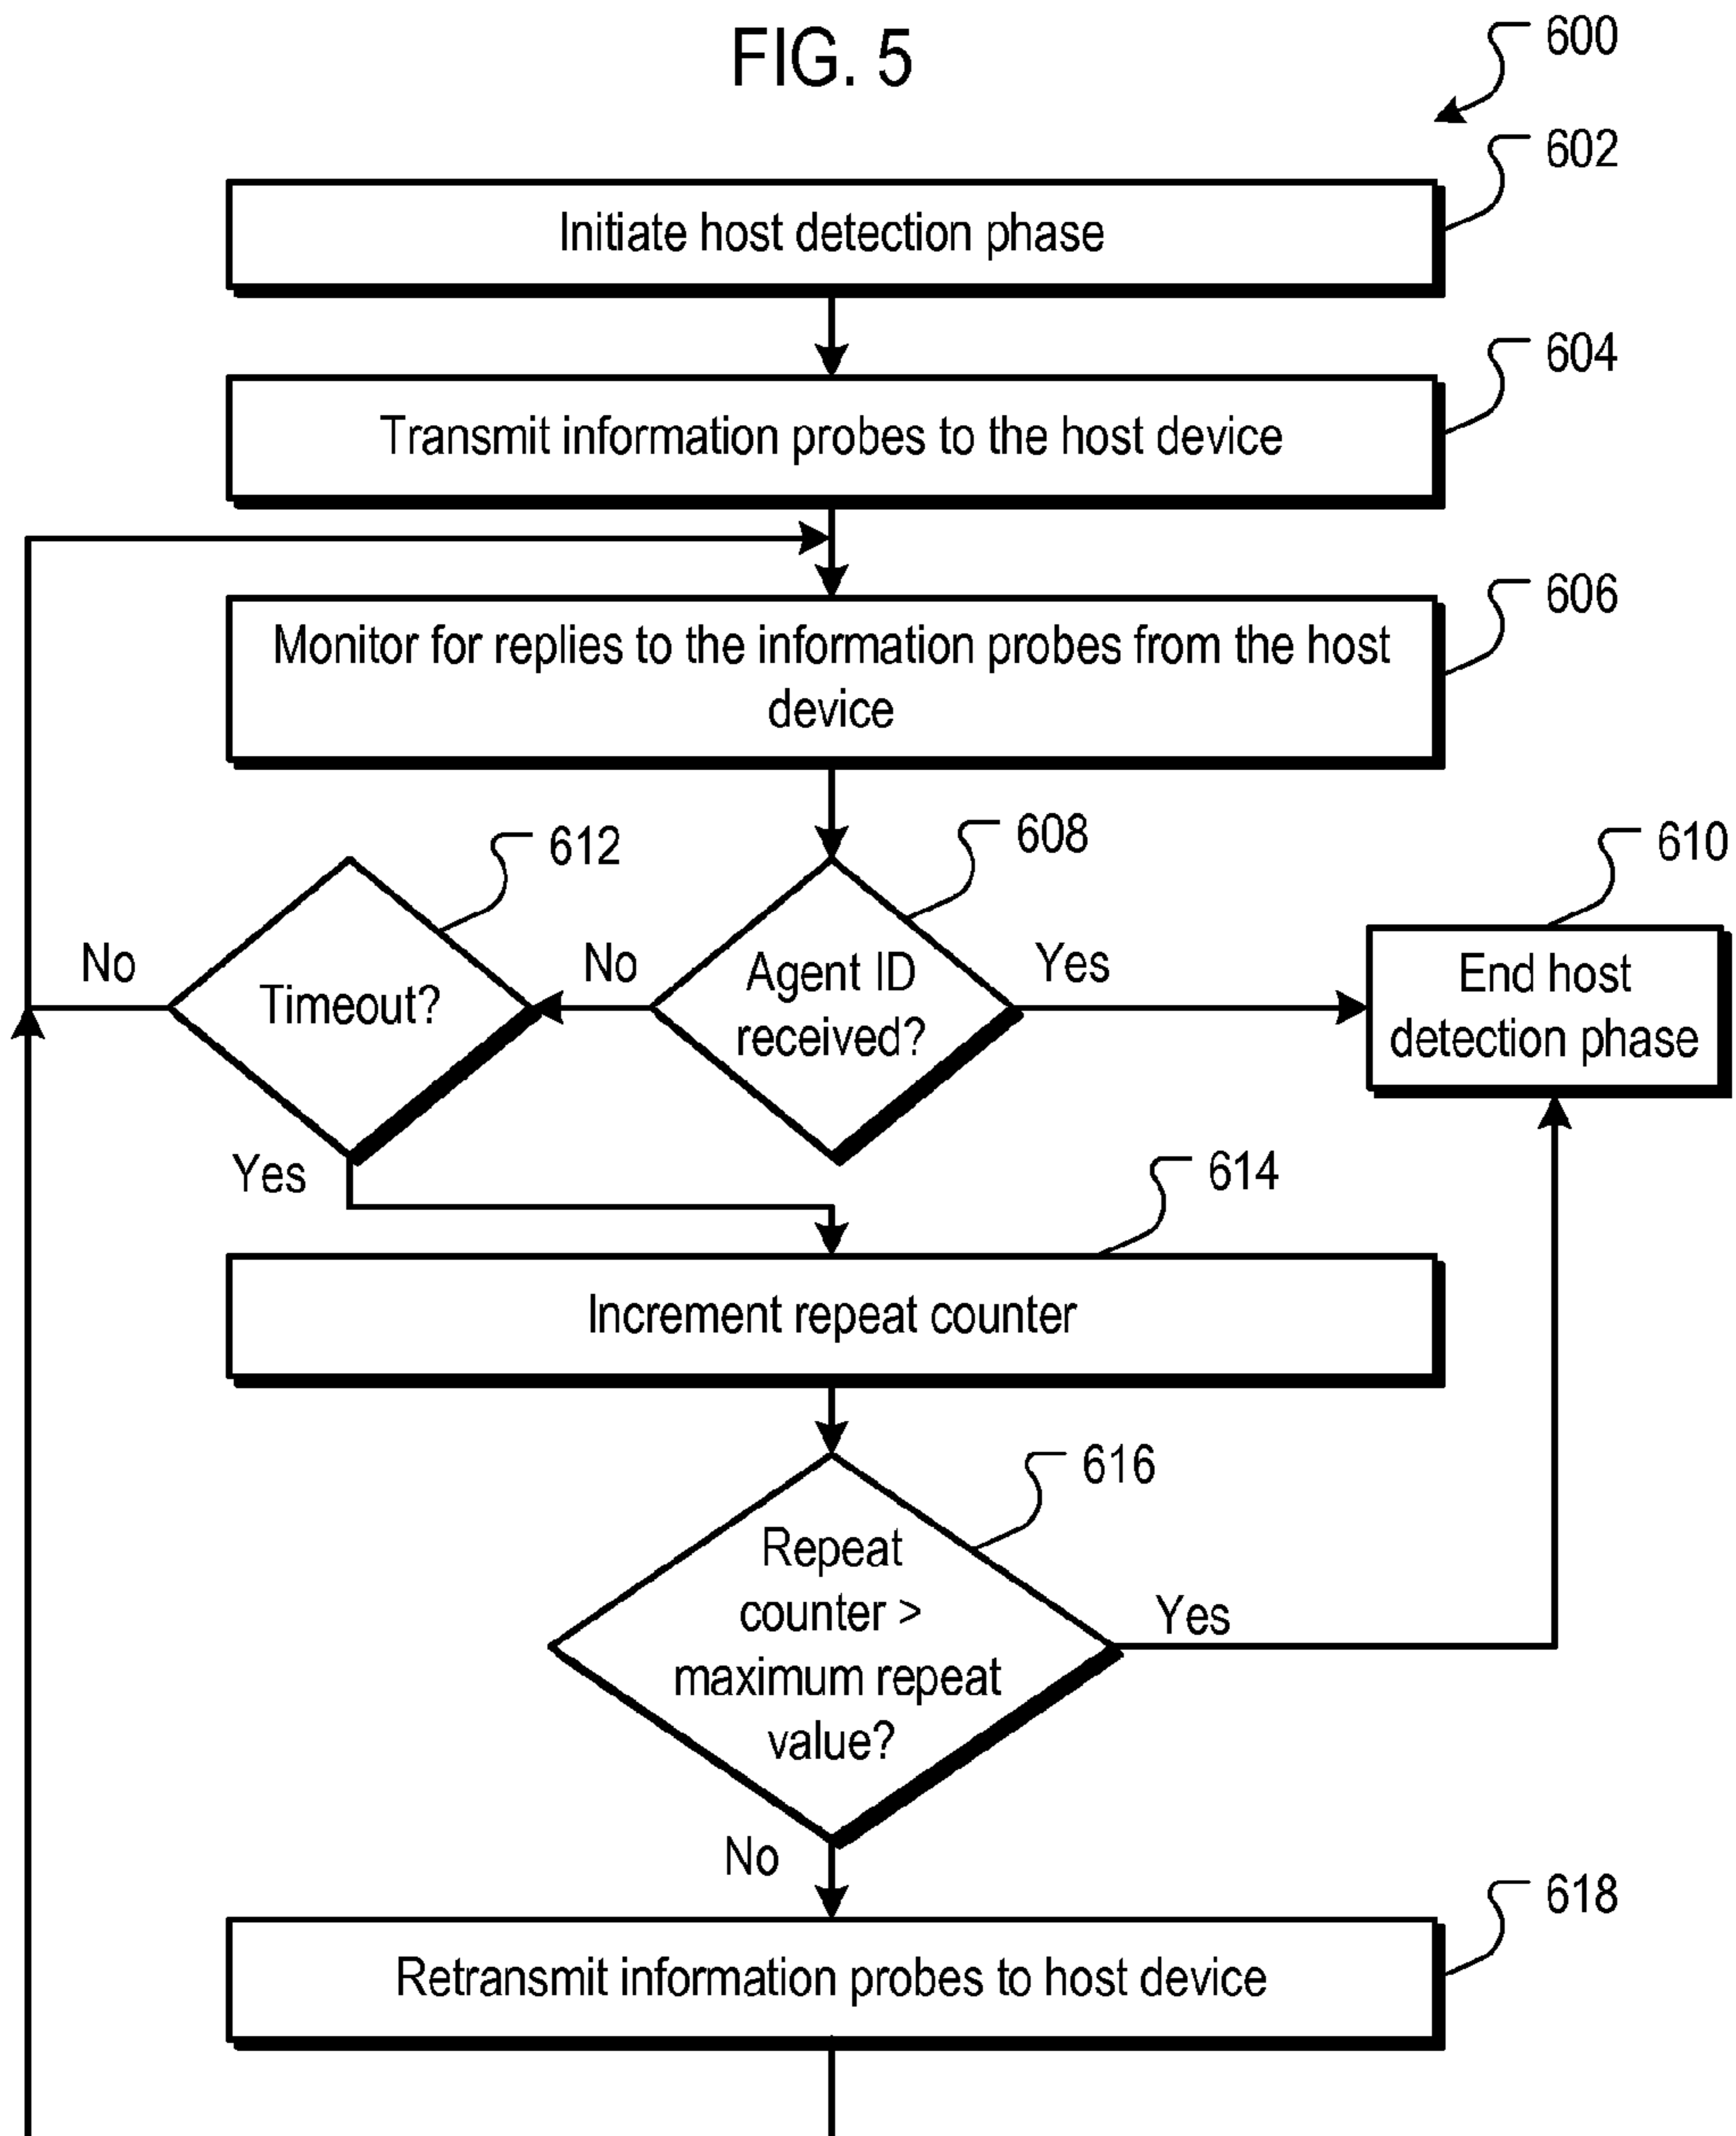 FIG. 5
600
602
Initiate host detection phase
604
Transmit information probes to the host device
606
Monitor for replies to the information probes from the host
device
612
608
610
No
Timeout?
No
Agent ID
received?
Yes
End host
detection phase
Yes
614
Increment repeat counter
616
Repeat
counter >
maximum repeat
value?
Yes
No
618
Retransmit information probes to host device